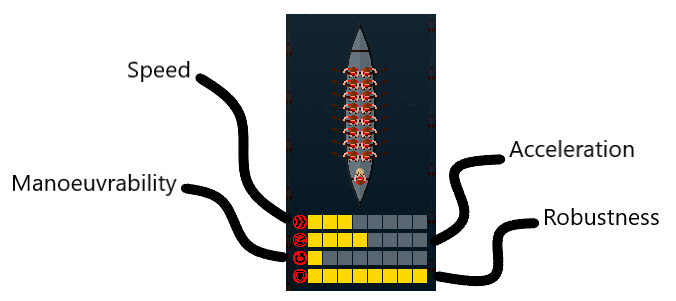 Speed
Acceleration
Manoeuvrability
Robustness